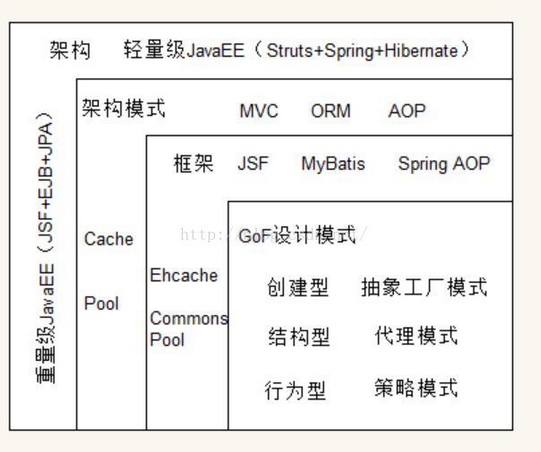 架构 轻量级JavaEE（Struts+Spring+Hibernate）
重量级JavaEE（JSF+EJB+JPA）
架构模式 MVC ORM AOP
Cache
Pool
框架 JSF MyBatis Spring AOP
Ehcache
Commons
Pool
GoF设计模式
创建型 抽象工厂模式
结构型 代理模式
行为型 策略模式